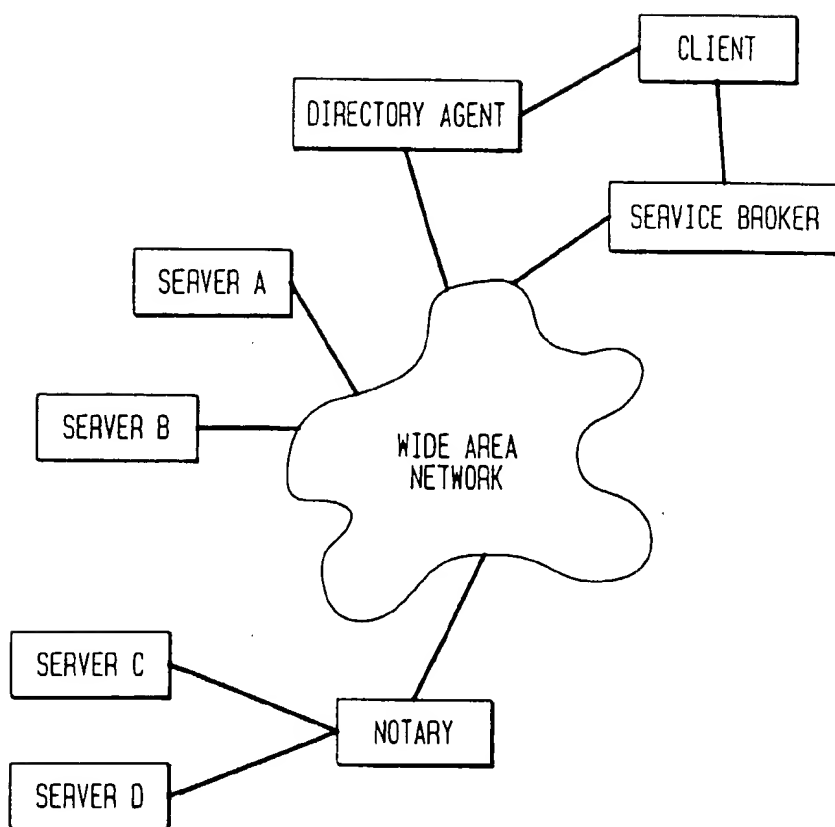 CLIENT
DIRECTORY AGENT
SERVICE BROKER
SERVER A
SERVER B
WIDE AREA
NETWORK
SERVER C
NOTARY
SERVER D